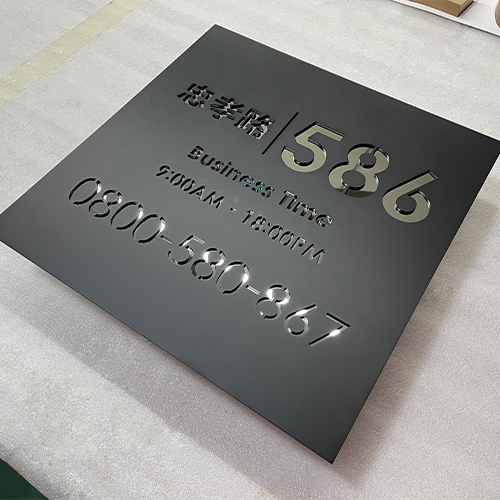 忠孝路|586
Business Time
9:00AM - 18:00PM
0800-580-867